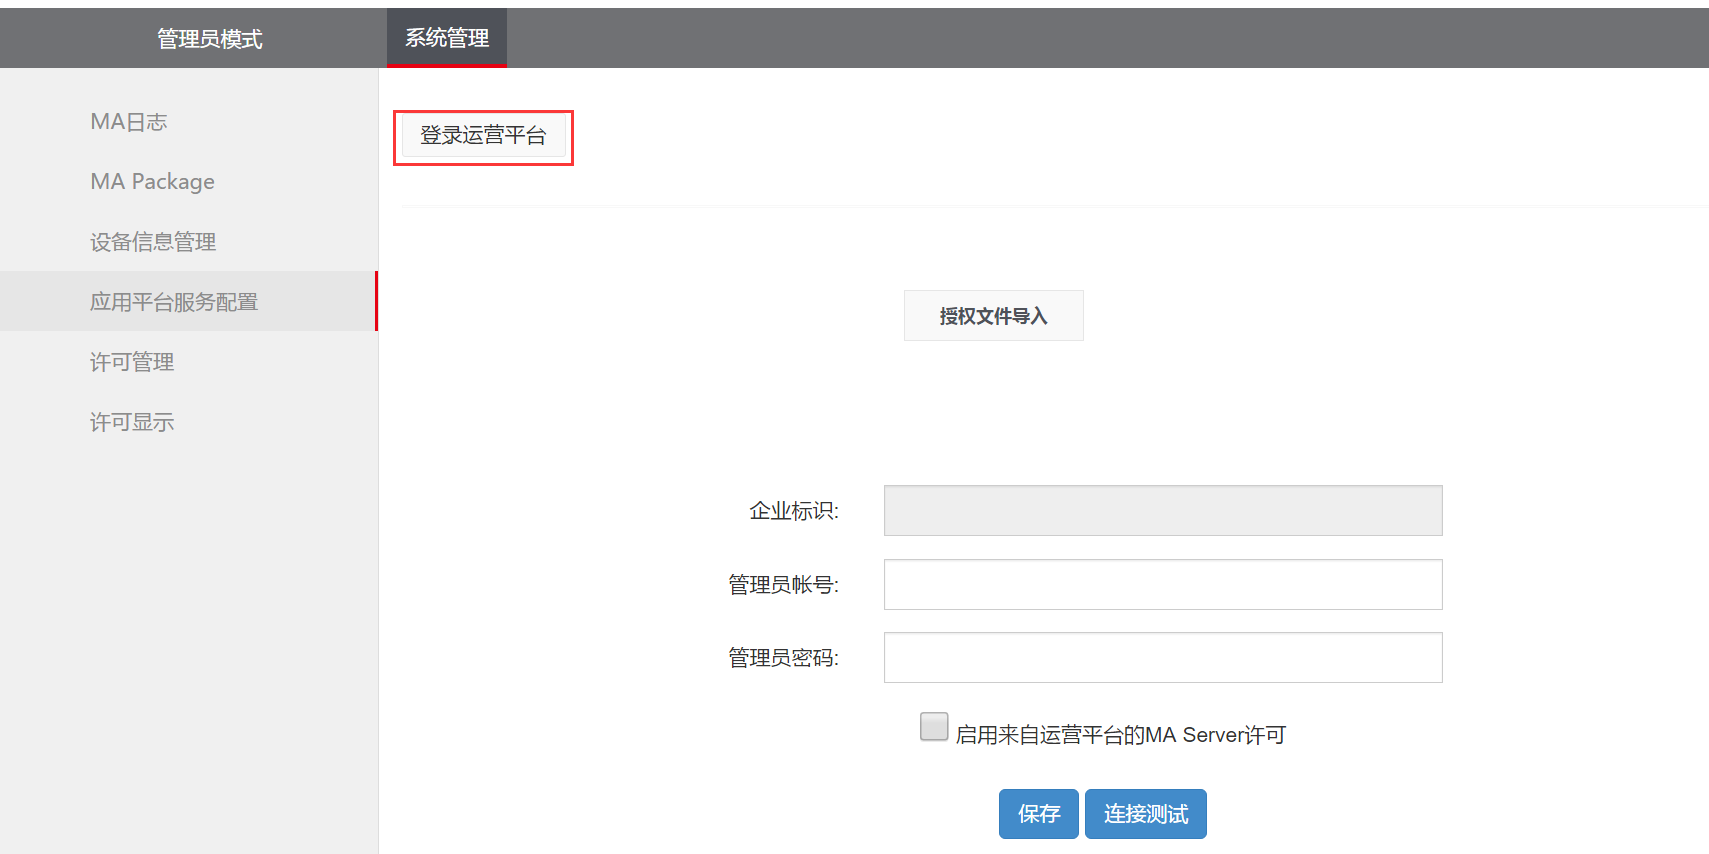 管理员模式
系统管理
MA日志
MA Package
设备信息管理
应用平台服务配置
许可管理
许可显示
登录运营平台
授权文件导入
企业标识:
管理员帐号:
管理员密码:
启用来自运营平台的MA Server许可
保存
连接测试